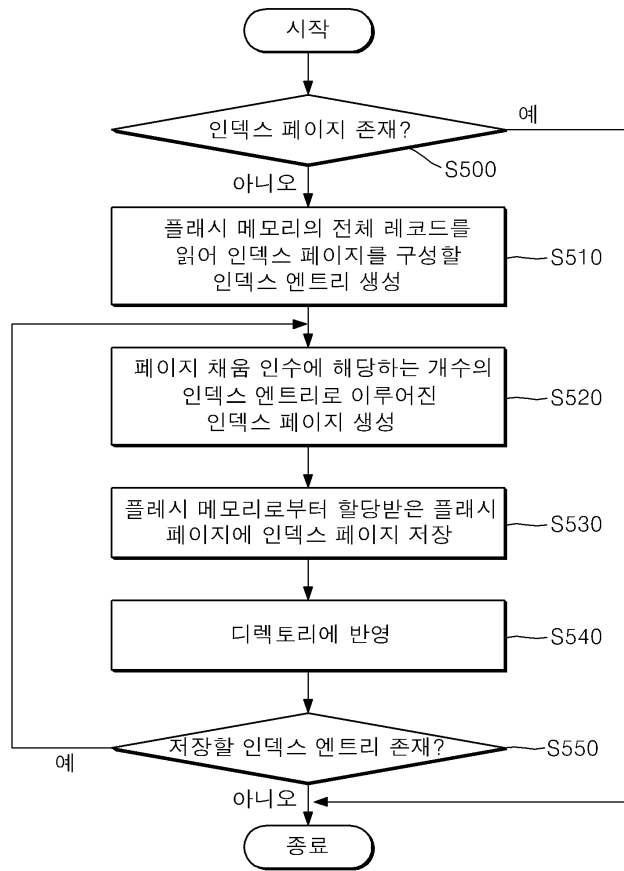 시작
인덱스 페이지 존재?
예
S500
아니오
플래시 메모리의 전체 레코드를
읽어 인덱스 페이지를 구성할
인덱스 엔트리 생성
S510
페이지 채움 인수에 해당하는 개수의
인덱스 엔트리로 이루어진
인덱스 페이지 생성
S520
플레시 메모리로부터 할당받은 플래시
페이지에 인덱스 페이지 저장
S530
디렉토리에 반영
S540
저장할 인덱스 엔트리 존재?
S550
예
아니오
종료